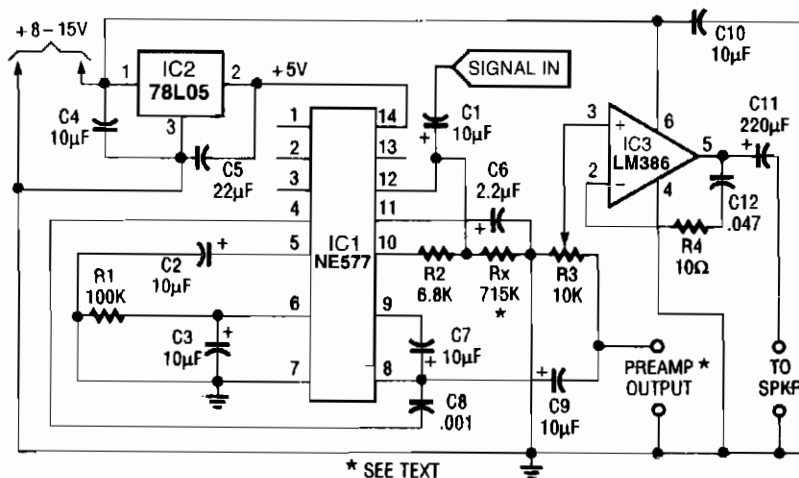 +8–15V
IC2
78L05
1
2
3
+5V
C4
10µF
C5
22µF
SIGNAL IN
C1
10µF
+
C10
10µF
1
2
3
4
5
6
7
14
13
12
11
10
9
8
IC1
NE577
C6
2.2µF
+
C2
10µF
+
R1
100K
C3
10µF
+
R2
6.8K
Rx
715K
*
R3
10K
C7
10µF
+
C8
.001
C9
10µF
+
3
+
2
–
6
5
4
IC3
LM386
C11
220µF
+
C12
.047
R4
10Ω
PREAMP *
OUTPUT
TO
SPKR
* SEE TEXT